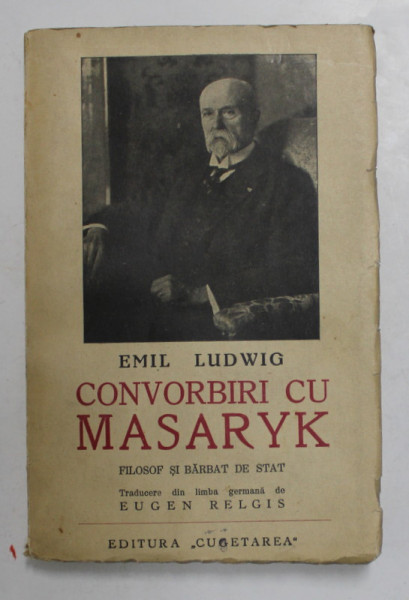 EMIL LUDWIG
CONVORBIRI CU
MASARYK
FILOSOF ȘI BĂRBAT DE STAT
Traducere din limba germană de
EUGEN RELGIS
EDITURA „CUGETAREA"